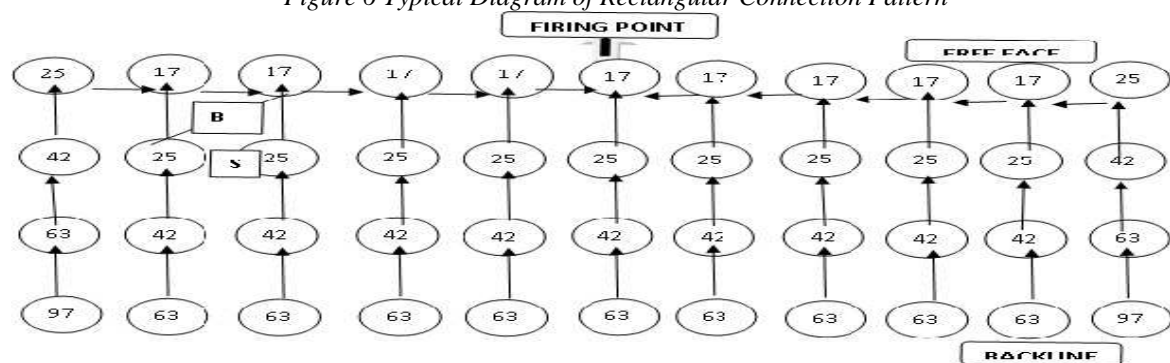 Figure 6 Typical Diagram of Rectangular Connection Pattern
FIRING POINT
FREE FACE
25 17 17 17 17 17 17 17 17 17 25
B
42 25 S 25 25 25 25 25 25 25 25 42
63 42 42 42 42 42 42 42 42 42 63
97 63 63 63 63 63 63 63 63 63 97
BACKLINE